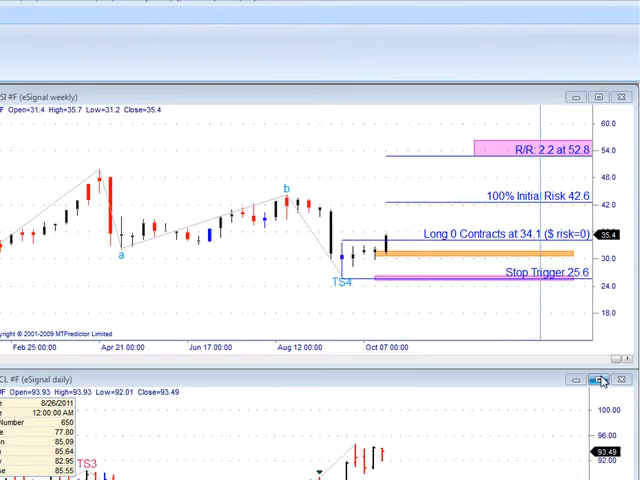 SI #F (eSignal weekly)
F Open=31.4 High=35.7 Low=31.2 Close=35.4
60.0
R/R: 2.2 at 52.8
54.0
48.0
b
100% Initial Risk 42.6
42.0
Long 0 Contracts at 34.1 ($ risk=0)
35.4
a
30.0
Stop Trigger 25.6
TS4
24.0
18.0
right © 2001-2009 MTPredictor Limited
Feb 25 00:00
Apr 21 00:00
Jun 17 00:00
Aug 12 00:00
Oct 07 00:00
CL #F (eSignal daily)
#F Open=93.93 High=93.93 Low=92.01 Close=93.49
e 8/26/2011
e 12:00:00 AM
Number 650
e 77.80
en 85.09
h 85.64
v 82.95
se 85.55
TS3
100.00
96.00
93.49
92.00